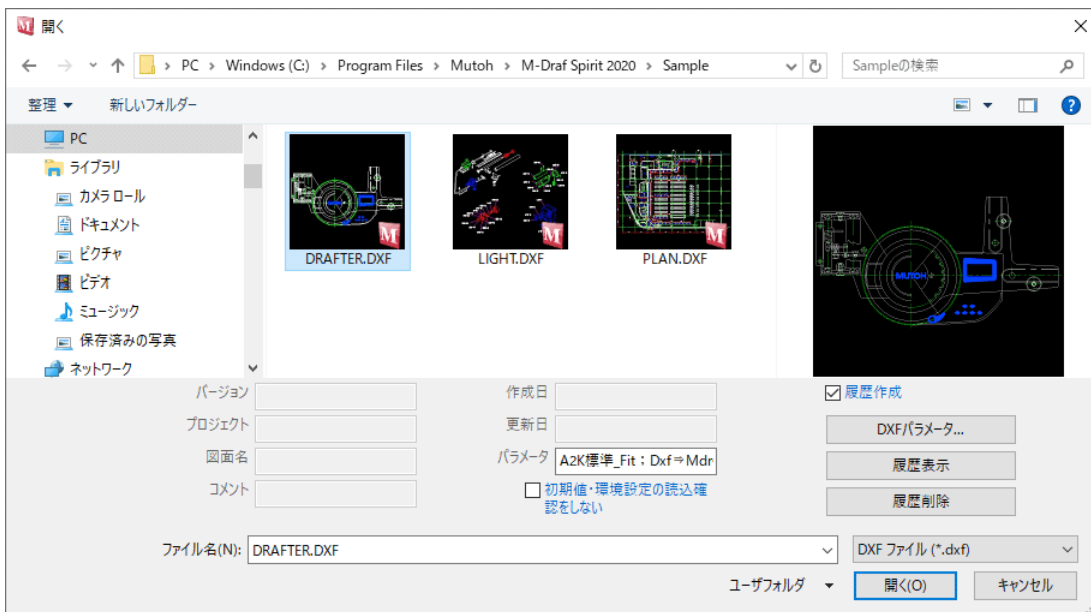 開く
PC > Windows (C:) > Program Files > Mutoh > M-Draf Spirit 2020 > Sample
Sampleの検索
整理
新しいフォルダー
PC
ライブラリ
カメラ ロール
ドキュメント
ピクチャ
ビデオ
ミュージック
保存済みの写真
ネットワーク
DRAFTER.DXF
LIGHT.DXF
PLAN.DXF
MUTOH
バージョン
プロジェクト
図面名
コメント
作成日
更新日
パラメータ
A2K標準_Fit；Dxf⇒Mdr
初期値・環境設定の読込確
認をしない
履歴作成
DXFパラメータ...
履歴表示
履歴削除
ファイル名(N):
DRAFTER.DXF
DXF ファイル (*.dxf)
ユーザフォルダ
開く(O)
キャンセル